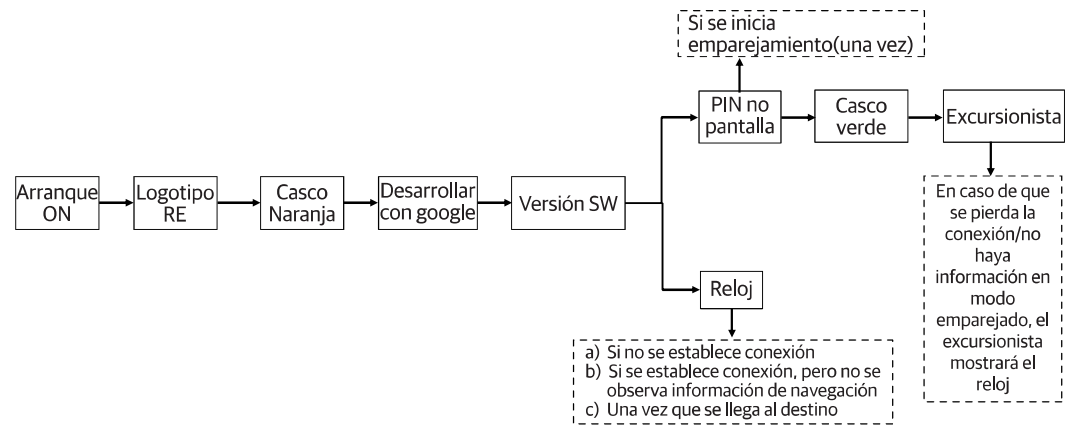 Si se inicia
emparejamiento(una vez)
PIN no
pantalla
Casco
verde
Excursionista
Arranque
ON
Logotipo
RE
Casco
Naranja
Desarrollar
con google
Versión SW
En caso de que
se pierda la
conexión/no
haya
información en
modo
emparejado, el
excursionista
mostrará el
reloj
Reloj
a) Si no se establece conexión
b) Si se establece conexión, pero no se
observa información de navegación
c) Una vez que se llega al destino